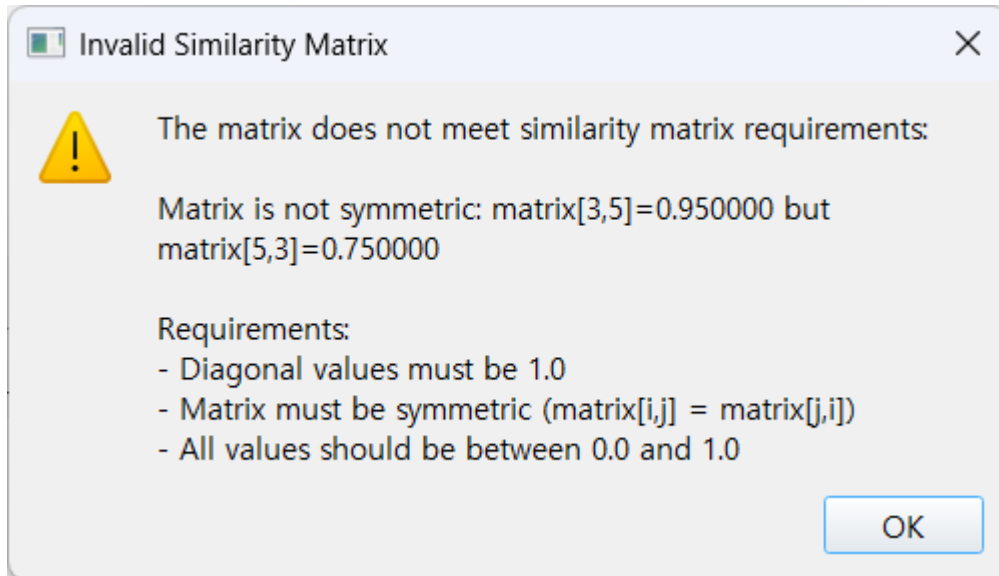 Invalid Similarity Matrix
The matrix does not meet similarity matrix requirements:
Matrix is not symmetric: matrix[3,5]=0.950000 but
matrix[5,3]=0.750000
Requirements:
- Diagonal values must be 1.0
- Matrix must be symmetric (matrix[i,j] = matrix[j,i])
- All values should be between 0.0 and 1.0
OK